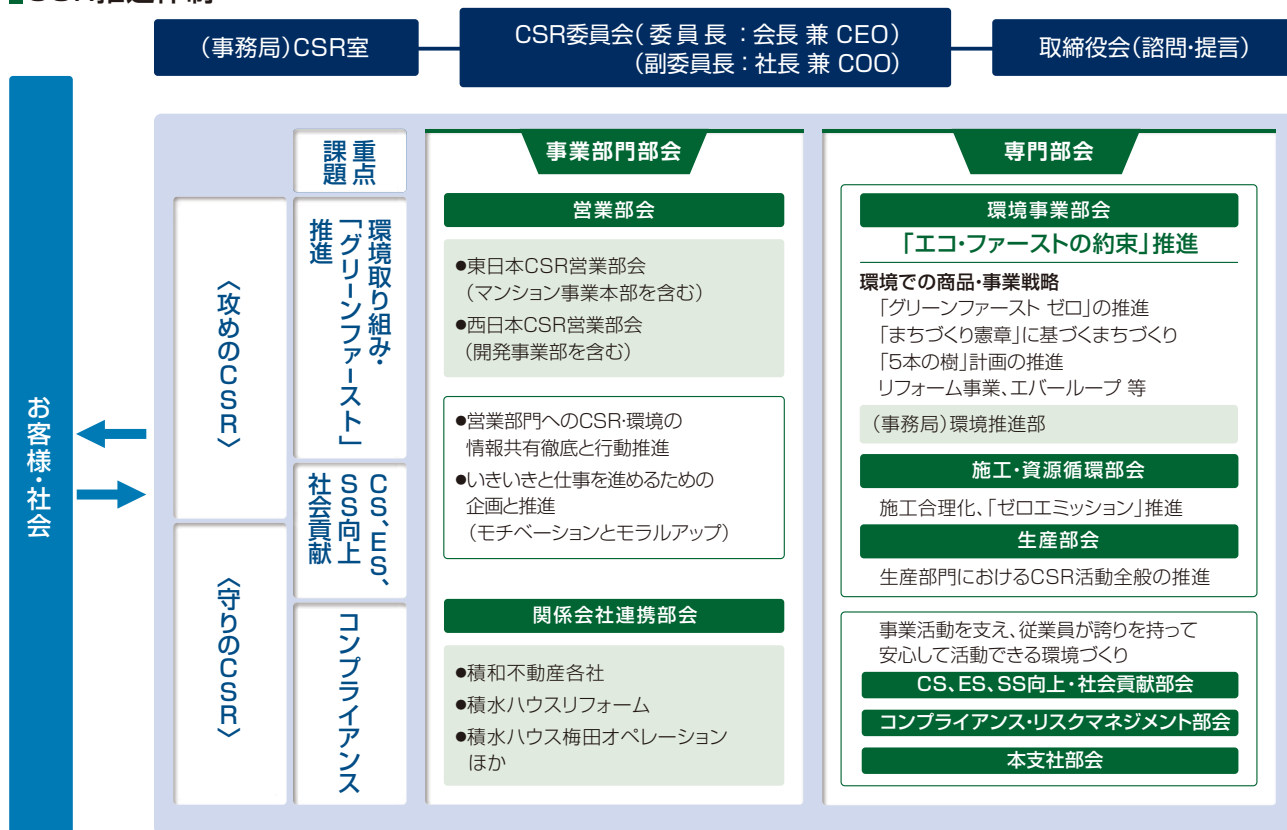 CSR推進体制
(事務局)CSR室
CSR委員会(委員長:会長 兼 CEO)
(副委員長:社長 兼 COO)
取締役会(諮問・提言)
お客様・社会
〈攻めのCSR〉
〈守りのCSR〉
重点
課題
環境取り組み・
「グリーンファースト」
推進
CS、ES、
SS向上
社会貢献
コンプライアンス
事業部門部会
営業部会
●東日本CSR営業部会
(マンション事業本部を含む)
●西日本CSR営業部会
(開発事業部を含む)
●営業部門へのCSR・環境の
情報共有徹底と行動推進
●いきいきと仕事を進めるための
企画と推進
(モチベーションとモラルアップ)
関係会社連携部会
●積和不動産各社
●積水ハウスリフォーム
●積水ハウス梅田オペレーション
ほか
専門部会
環境事業部会
「エコ・ファーストの約束」推進
環境での商品・事業戦略
「グリーンファースト ゼロ」の推進
「まちづくり憲章」に基づくまちづくり
「5本の樹」計画の推進
リフォーム事業、エバーループ 等
(事務局)環境推進部
施工・資源循環部会
施工合理化、「ゼロエミッション」推進
生産部会
生産部門におけるCSR活動全般の推進
事業活動を支え、従業員が誇りを持って
安心して活動できる環境づくり
CS、ES、SS向上・社会貢献部会
コンプライアンス・リスクマネジメント部会
本支社部会